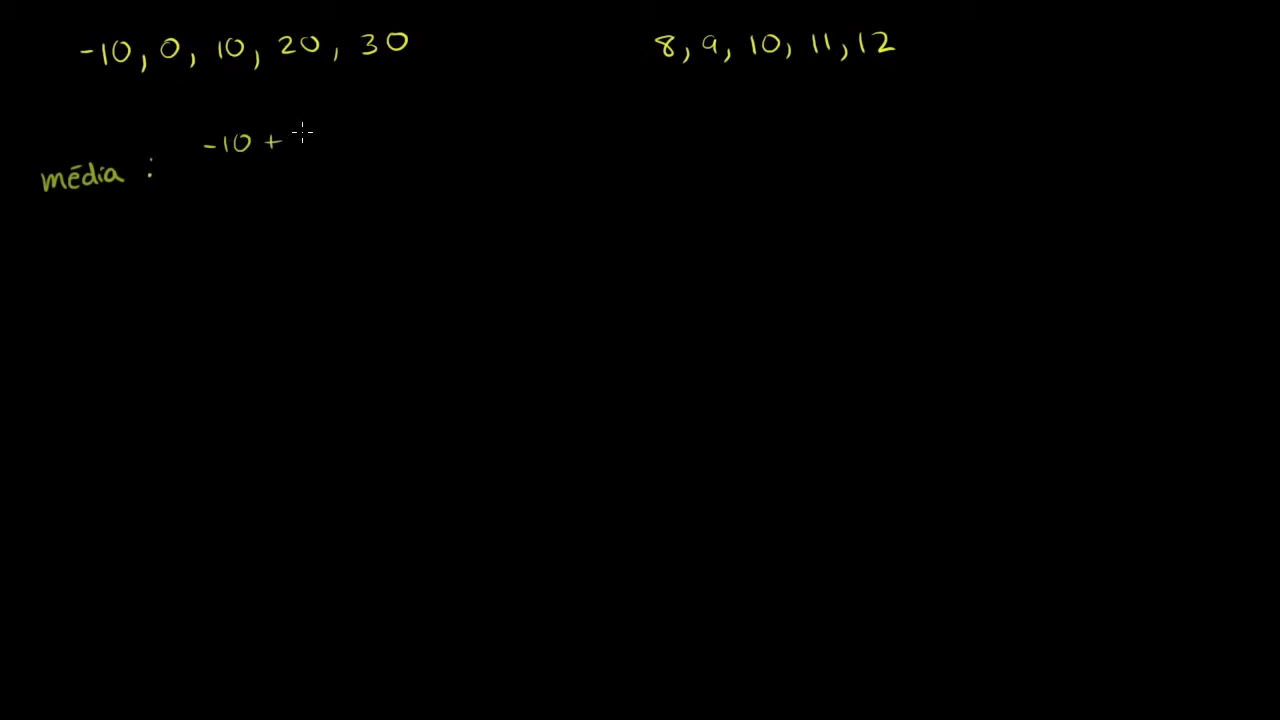 -10, 0, 10, 20, 30
8, 9, 10, 11, 12
-10 +
média :